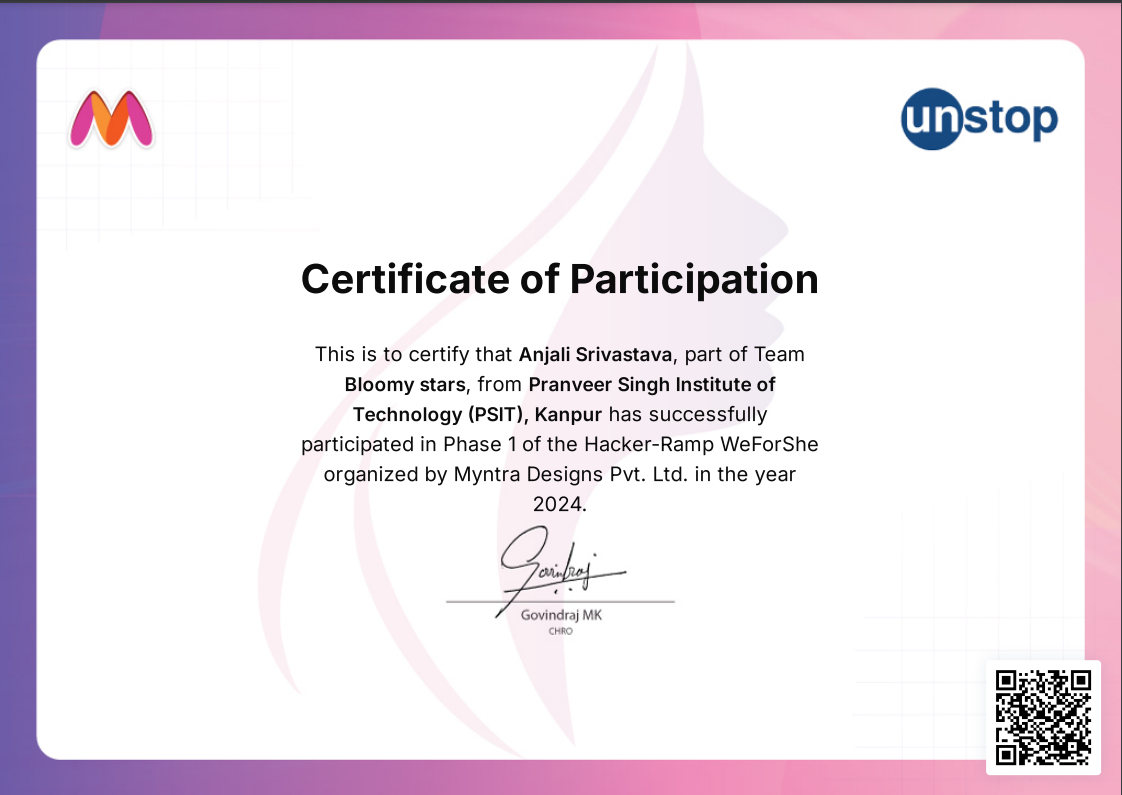 unstop
Certificate of Participation
This is to certify that Anjali Srivastava, part of Team
Bloomy stars, from Pranveer Singh Institute of
Technology (PSIT), Kanpur has successfully
participated in Phase 1 of the Hacker-Ramp WeForShe
organized by Myntra Designs Pvt. Ltd. in the year
2024.
Govindraj
Govindraj MK
CHRO